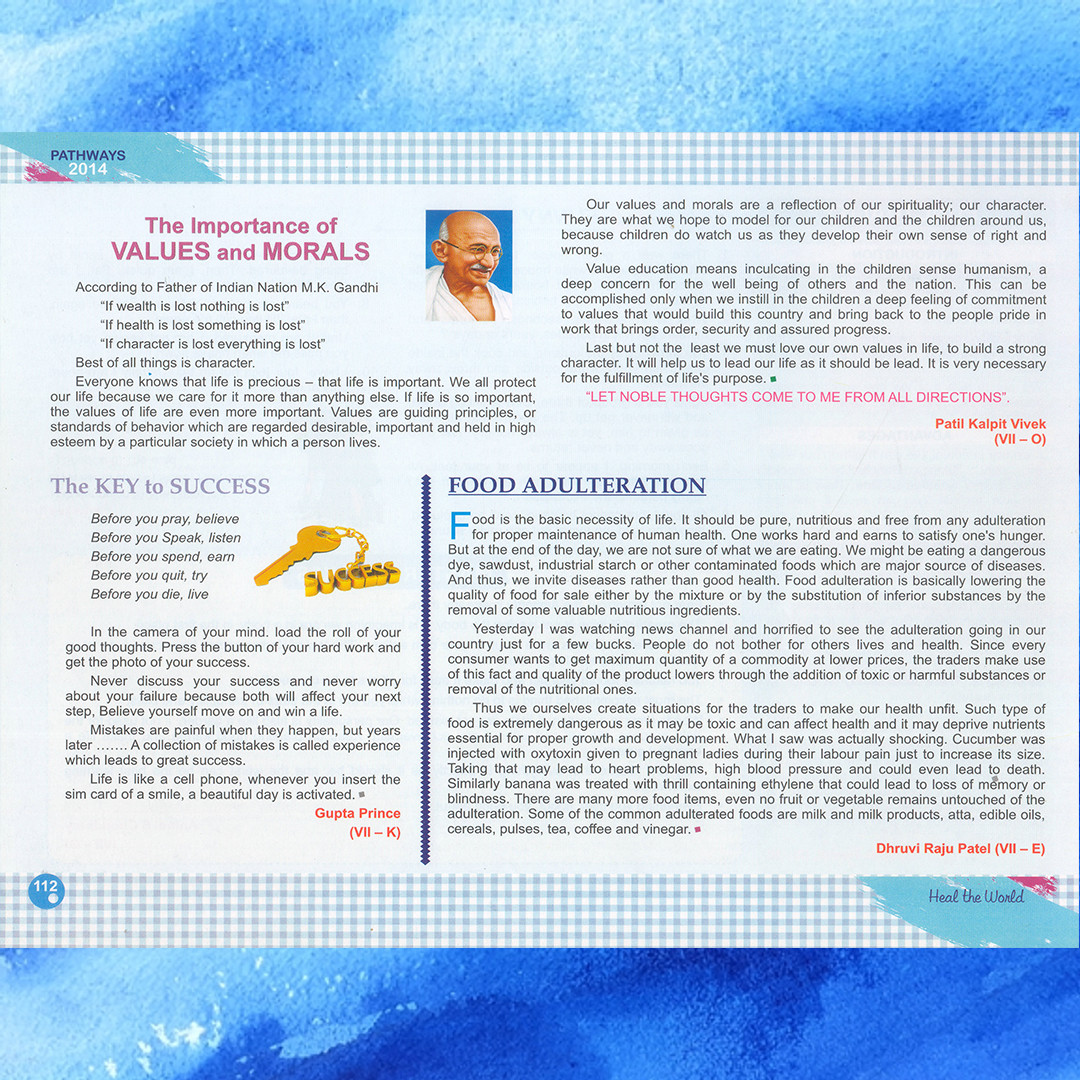 PATHWAYS
2014
The Importance of
VALUES and MORALS
According to Father of Indian Nation M.K. Gandhi
“If wealth is lost nothing is lost”
“If health is lost something is lost”
“If character is lost everything is lost”
Best of all things is character.
Everyone knows that life is precious – that life is important. We all protect
our life because we care for it more than anything else. If life is so important,
the values of life are even more important. Values are guiding principles, or
standards of behavior which are regarded desirable, important and held in high
esteem by a particular society in which a person lives.
Our values and morals are a reflection of our spirituality; our character.
They are what we hope to model for our children and the children around us,
because children do watch us as they develop their own sense of right and
wrong.
Value education means inculcating in the children sense humanism, a
deep concern for the well being of others and the nation. This can be
accomplished only when we instill in the children a deep feeling of commitment
to values that would build this country and bring back to the people pride in
work that brings order, security and assured progress.
Last but not the least we must love our own values in life, to build a strong
character. It will help us to lead our life as it should be lead. It is very necessary
for the fulfillment of life's purpose.
“LET NOBLE THOUGHTS COME TO ME FROM ALL DIRECTIONS”.
Patil Kalpit Vivek
(VII – O)
The KEY to SUCCESS
Before you pray, believe
Before you Speak, listen
Before you spend, earn
Before you quit, try
Before you die, live
SUCCESS
In the camera of your mind. load the roll of your
good thoughts. Press the button of your hard work and
get the photo of your success.
Never discuss your success and never worry
about your failure because both will affect your next
step, Believe yourself move on and win a life.
Mistakes are painful when they happen, but years
later ....... A collection of mistakes is called experience
which leads to great success.
Life is like a cell phone, whenever you insert the
sim card of a smile, a beautiful day is activated.
Gupta Prince
(VII – K)
FOOD ADULTERATION
Food is the basic necessity of life. It should be pure, nutritious and free from any adulteration
for proper maintenance of human health. One works hard and earns to satisfy one's hunger.
But at the end of the day, we are not sure of what we are eating. We might be eating a dangerous
dye, sawdust, industrial starch or other contaminated foods which are major source of diseases.
And thus, we invite diseases rather than good health. Food adulteration is basically lowering the
quality of food for sale either by the mixture or by the substitution of inferior substances by the
removal of some valuable nutritious ingredients.
Yesterday I was watching news channel and horrified to see the adulteration going in our
country just for a few bucks. People do not bother for others lives and health. Since every
consumer wants to get maximum quantity of a commodity at lower prices, the traders make use
of this fact and quality of the product lowers through the addition of toxic or harmful substances or
removal of the nutritional ones.
Thus we ourselves create situations for the traders to make our health unfit. Such type of
food is extremely dangerous as it may be toxic and can affect health and it may deprive nutrients
essential for proper growth and development. What I saw was actually shocking. Cucumber was
injected with oxytoxin given to pregnant ladies during their labour pain just to increase its size.
Taking that may lead to heart problems, high blood pressure and could even lead to death.
Similarly banana was treated with thrill containing ethylene that could lead to loss of memory or
blindness. There are many more food items, even no fruit or vegetable remains untouched of the
adulteration. Some of the common adulterated foods are milk and milk products, atta, edible oils,
cereals, pulses, tea, coffee and vinegar.
Dhruvi Raju Patel (VII – E)
112
Heal the World